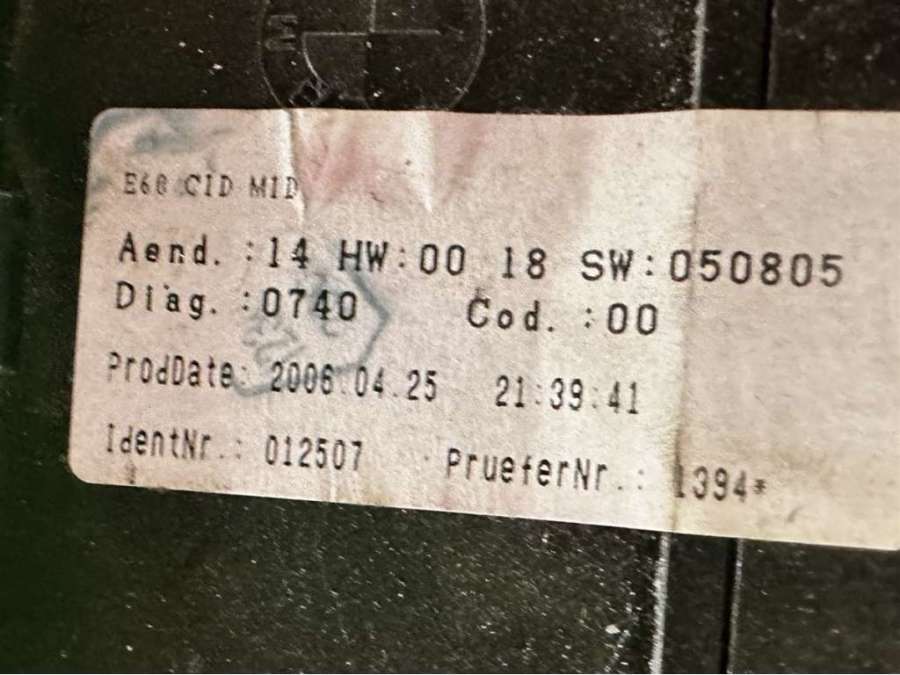 E60 CID MID
Aend. :14 HW:00 18 SW:050805
Diag. :0740 Cod. :00
ProdDate: 2006.04.25 21:39:41
IdentNr.: 012507 PrueferNr.: 1394*